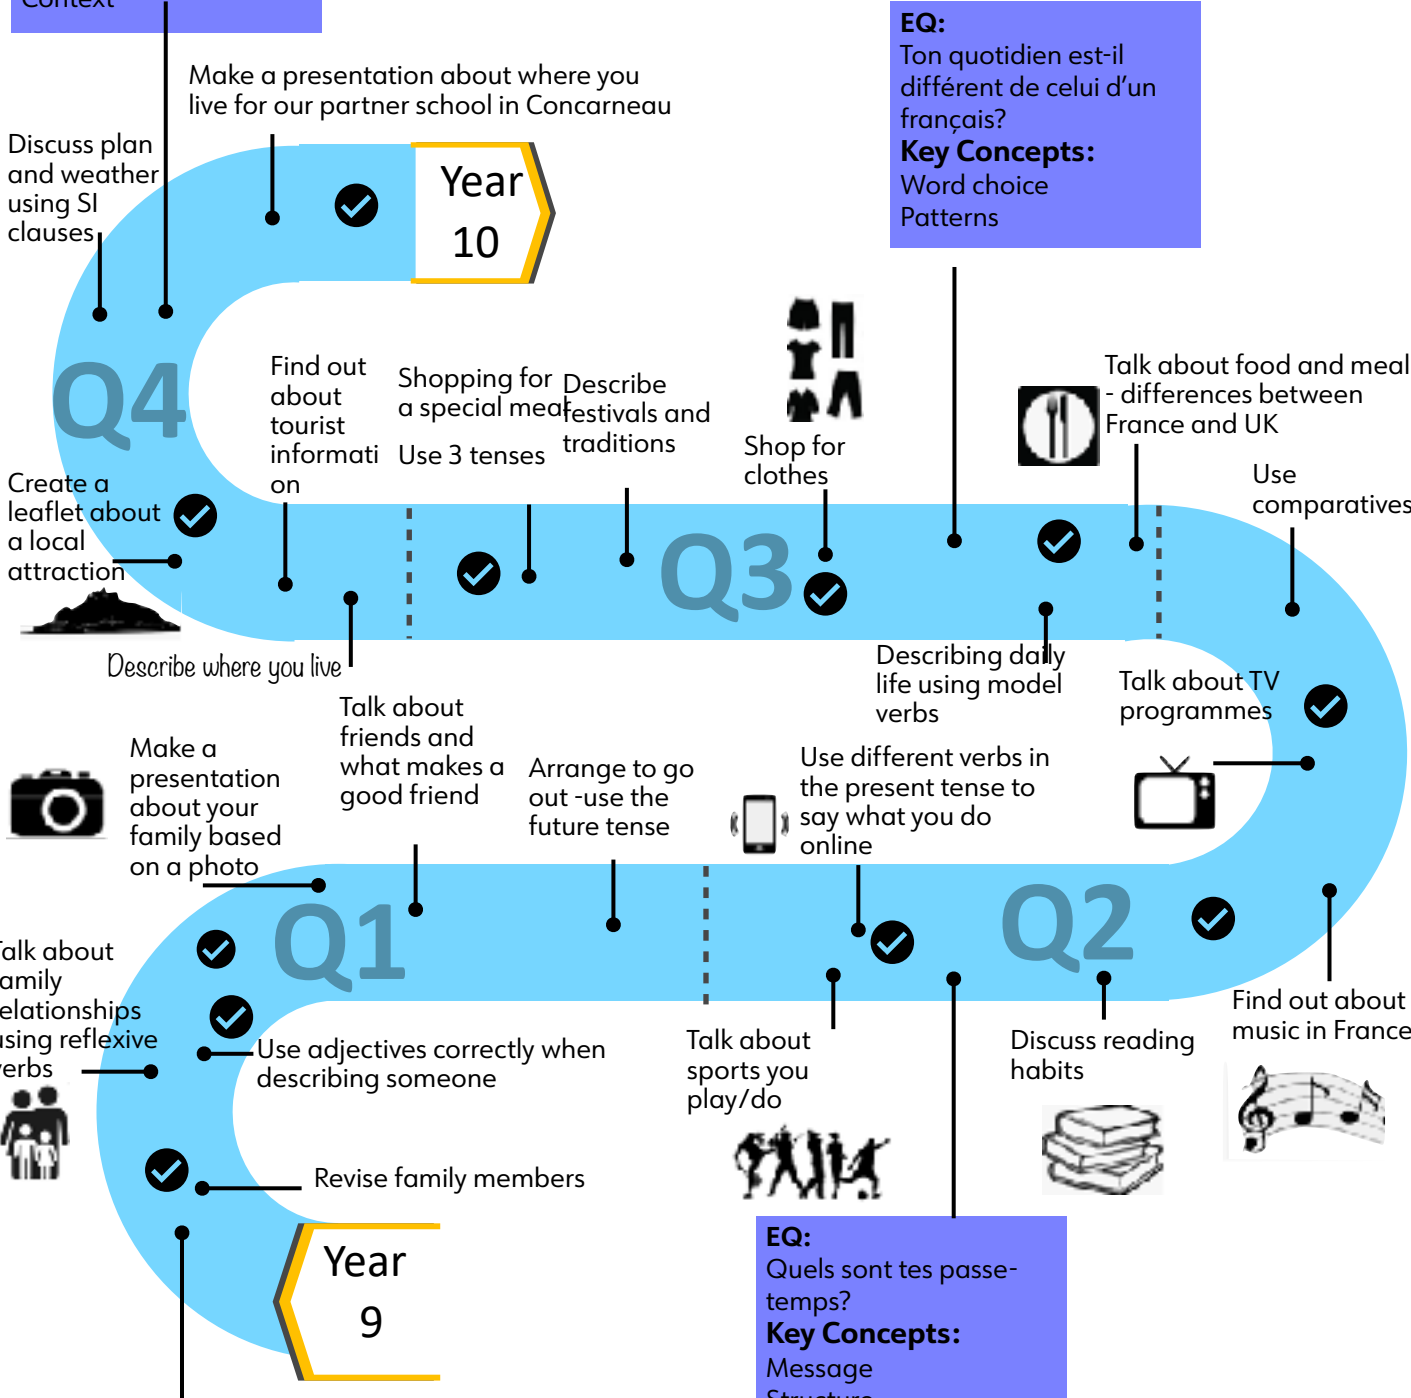 Context
EQ:
Ton quotidien est-il
différent de celui d'un
français?
Key Concepts:
Word choice
Patterns
Make a presentation about where you
live for our partner school in Concarneau
Discuss plan
and weather
using SI
clauses
Year
10
Q4
Find out
about
tourist
informati
on
Shopping for
a special meal
Use 3 tenses
Describe
festivals and
traditions
Shop for
clothes
Talk about food and meal
- differences between
France and UK
Use
comparatives
Create a
leaflet about
a local
attraction
Q3
Describe where you live
Describing daily
life using model
verbs
Talk about TV
programmes
Make a
presentation
about your
family based
on a photo
Talk about
friends and
what makes a
good friend
Arrange to go
out -use the
future tense
Use different verbs in
the present tense to
say what you do
online
Q1
Q2
Talk about
family
relationships
using reflexive
verbs
Use adjectives correctly when
describing someone
Talk about
sports you
play/do
Discuss reading
habits
Find out about
music in France
Revise family members
Year
9
EQ:
Quels sont tes passe-
temps?
Key Concepts:
Message
Structure